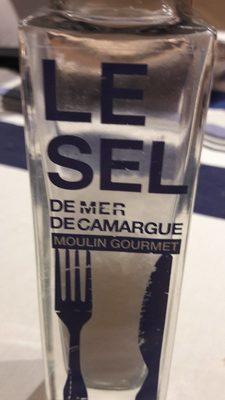 LE
SEL
DE MER
DE CAMARGUE
MOULIN GOURMET